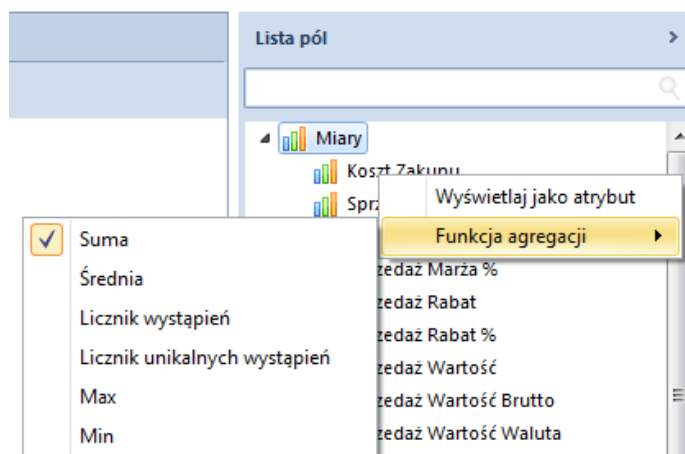 Lista pól
Miary
Koszt Zakupu
Wyświetlaj jako atrybut
Funkcja agregacji
Suma
Średnia
Licznik wystąpień
Licznik unikalnych wystąpień
Max
Min
zedaż Marża %
zedaż Rabat
zedaż Rabat %
zedaż Wartość
zedaż Wartość Brutto
zedaż Wartość Waluta